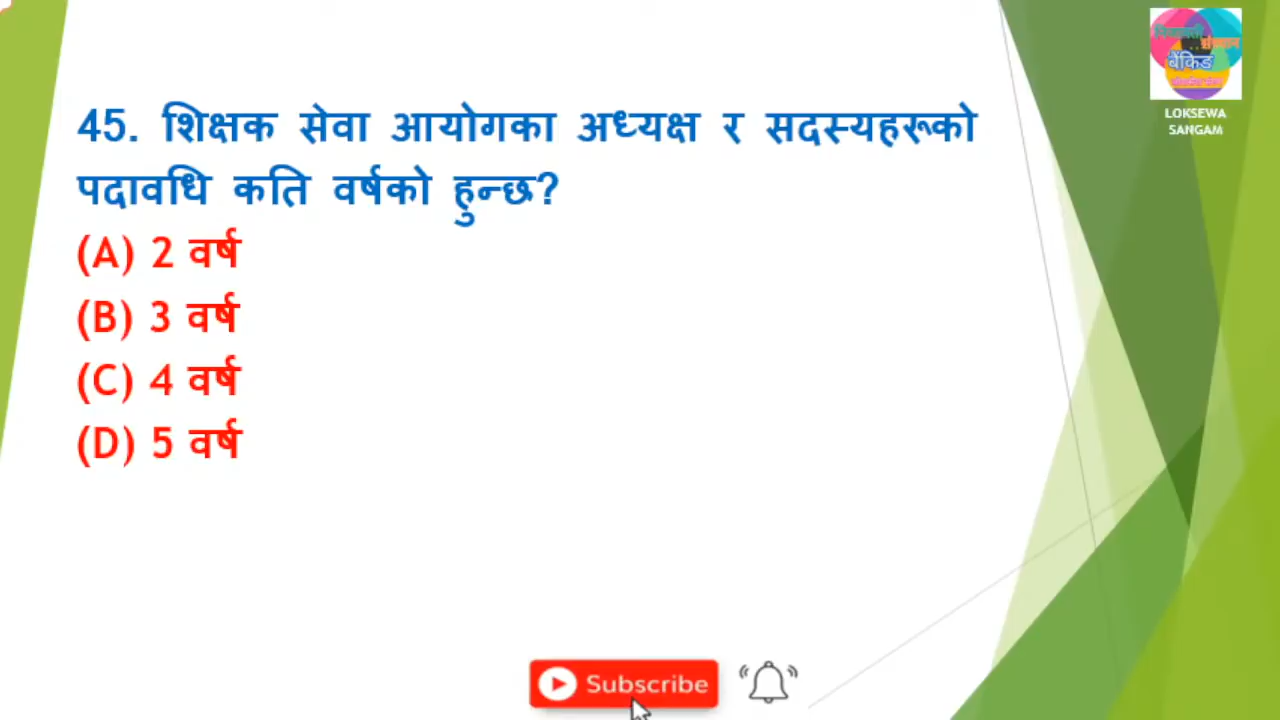 45. शिक्षक सेवा आयोगका अध्यक्ष र सदस्यहरूको
पदावधि कति वर्षको हुन्छ?
(A) 2 वर्ष
(B) 3 वर्ष
(C) 4 वर्ष
(D) 5 वर्ष
बैंकिङ
LOKSEWA
SANGAM
Subscribe